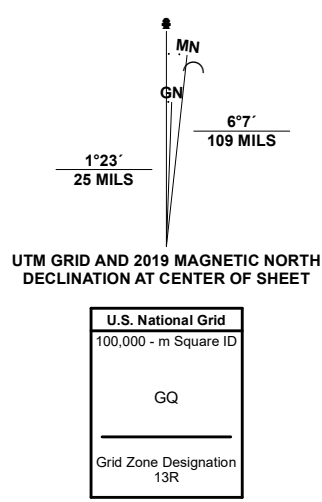 MN
GN
6°7´
109 MILS
1°23´
25 MILS
UTM GRID AND 2019 MAGNETIC NORTH
DECLINATION AT CENTER OF SHEET
U.S. National Grid
100,000 - m Square ID
GQ
Grid Zone Designation
13R